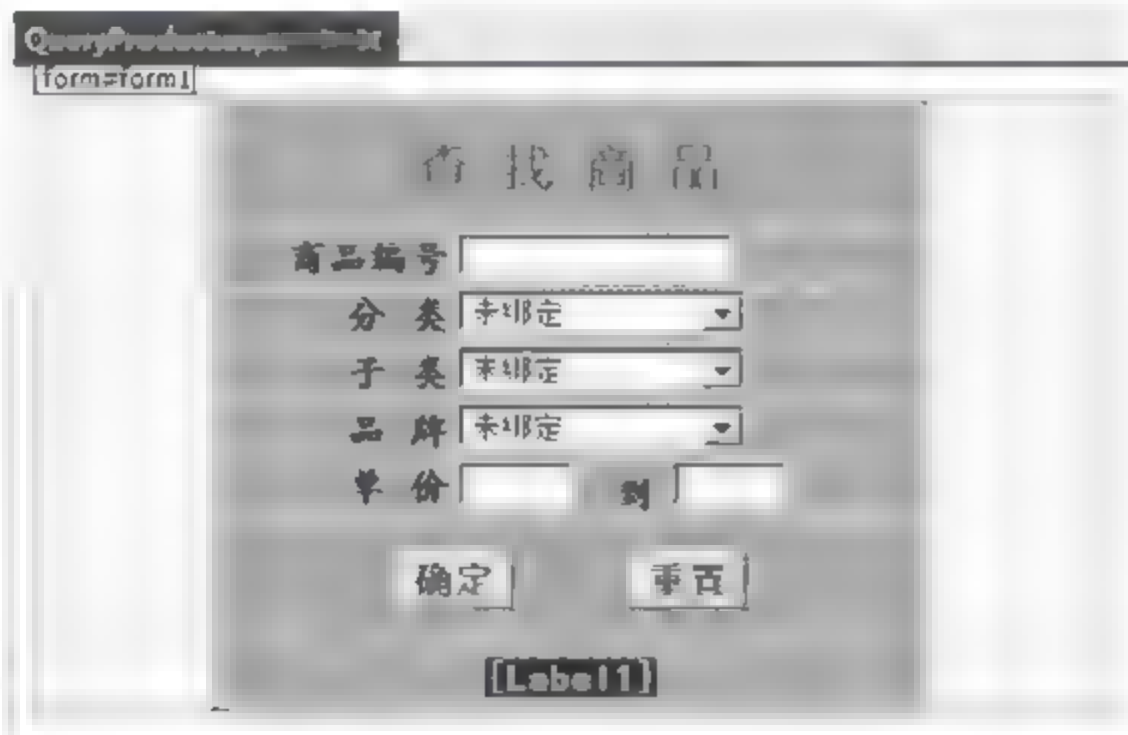 form=form1
查找商品
商品编号
分 类 未绑定
子 类 未绑定
品 牌 未绑定
单 价 到
确定 重置
[Label1]